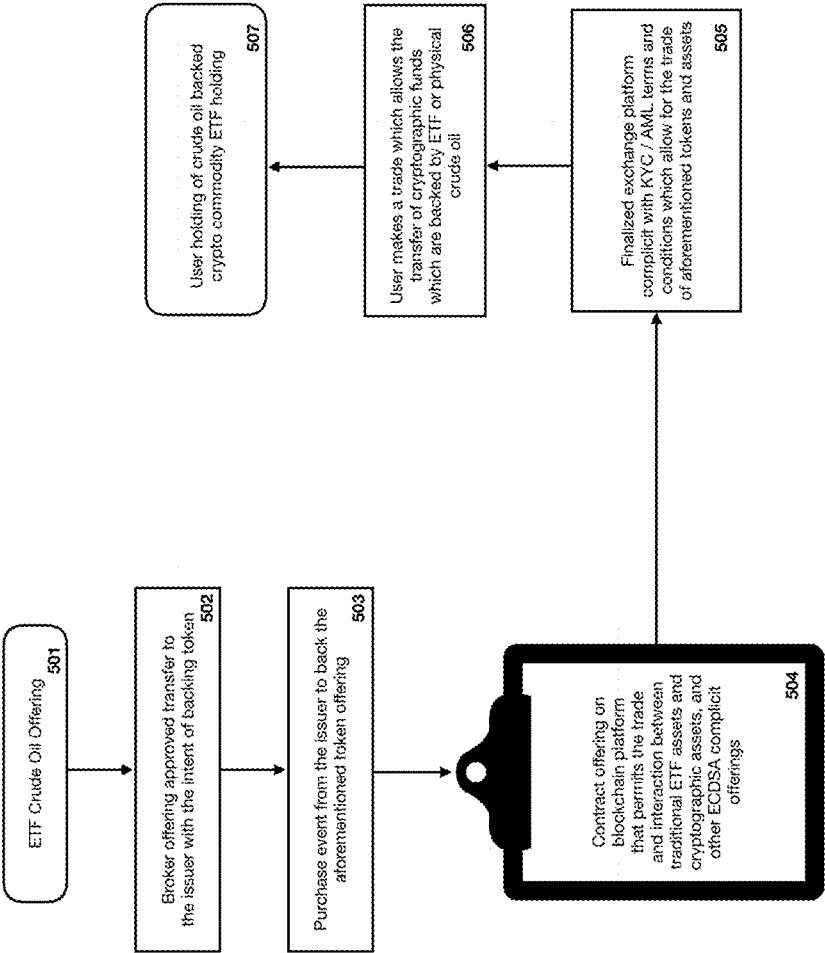 ETF Crude Oil Offering
501
Broker offering approved transfer to
the issuer with the intent of backing token
502
Purchase event from the issuer to back the
aforementioned token offering
503
Contract offering on
blockchain platform
that permits the trade
and interaction between
traditional ETF assets and
cryptographic assets, and
other ECDSA complicit
offerings
504
Finalized exchange platform
complicit with KYC / AML terms and
conditions which allow for the trade
of aforementioned tokens and assets
505
User makes a trade which allows the
transfer of cryptographic funds
which are backed by ETF or physical
crude oil
506
User holding of crude oil backed
crypto commodity ETF holding
507